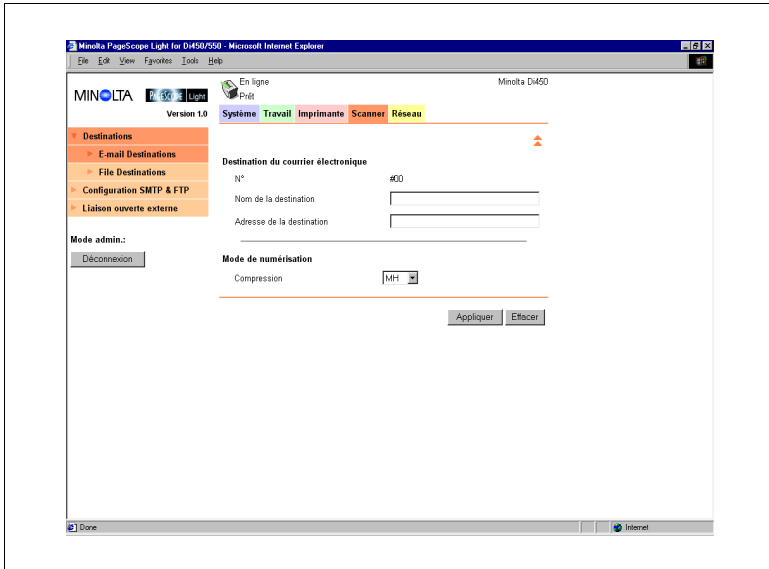 Minolta PageScope Light for Di450/550 - Microsoft Internet Explorer
File Edit View Favorites Tools Help
MINOLTA PAGESCOPE Light
Version 1.0
En ligne
Prêt
Minolta Di450
Système Travail Imprimante Scanner Réseau
Destinations
E-mail Destinations
File Destinations
Configuration SMTP & FTP
Liaison ouverte externe
Mode admin.:
Déconnexion
Destination du courrier électronique
N° #00
Nom de la destination
Adresse de la destination
Mode de numérisation
Compression MH
Appliquer Effacer
Done Internet